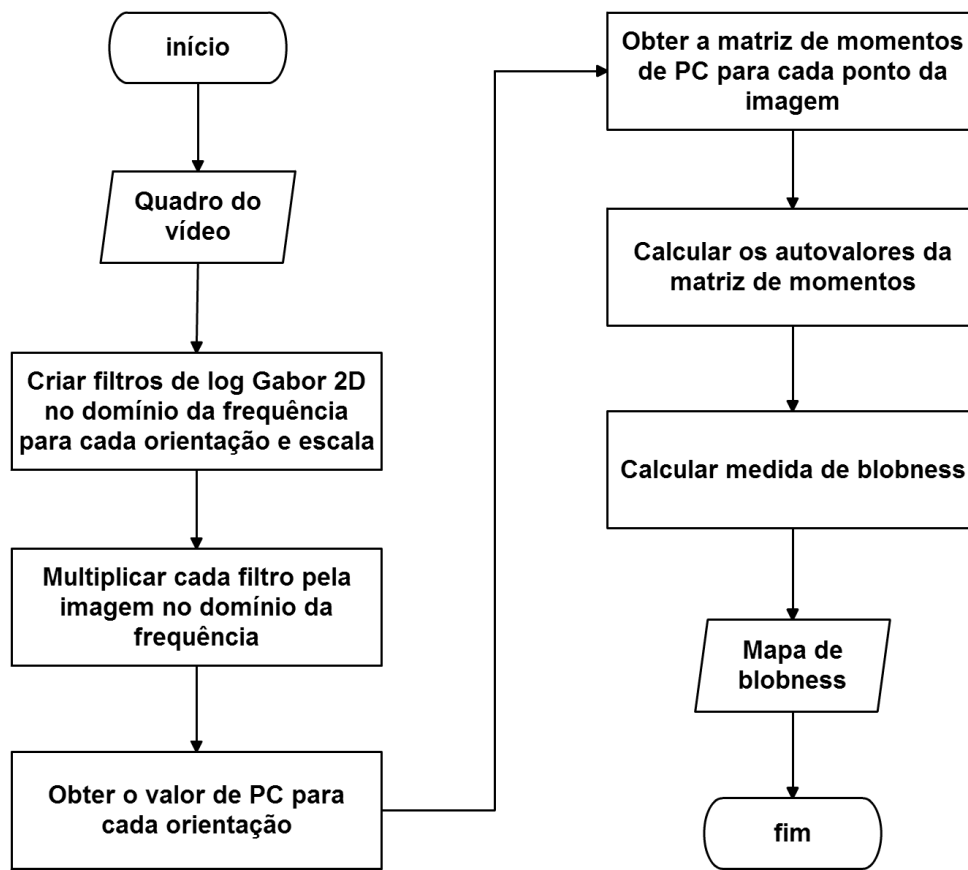 início
Quadro do
vídeo
Criar filtros de log Gabor 2D
no domínio da frequência
para cada orientação e escala
Multiplicar cada filtro pela
imagem no domínio da
frequência
Obter o valor de PC para
cada orientação
Obter a matriz de momentos
de PC para cada ponto da
imagem
Calcular os autovalores da
matriz de momentos
Calcular medida de blobness
Mapa de
blobness
fim